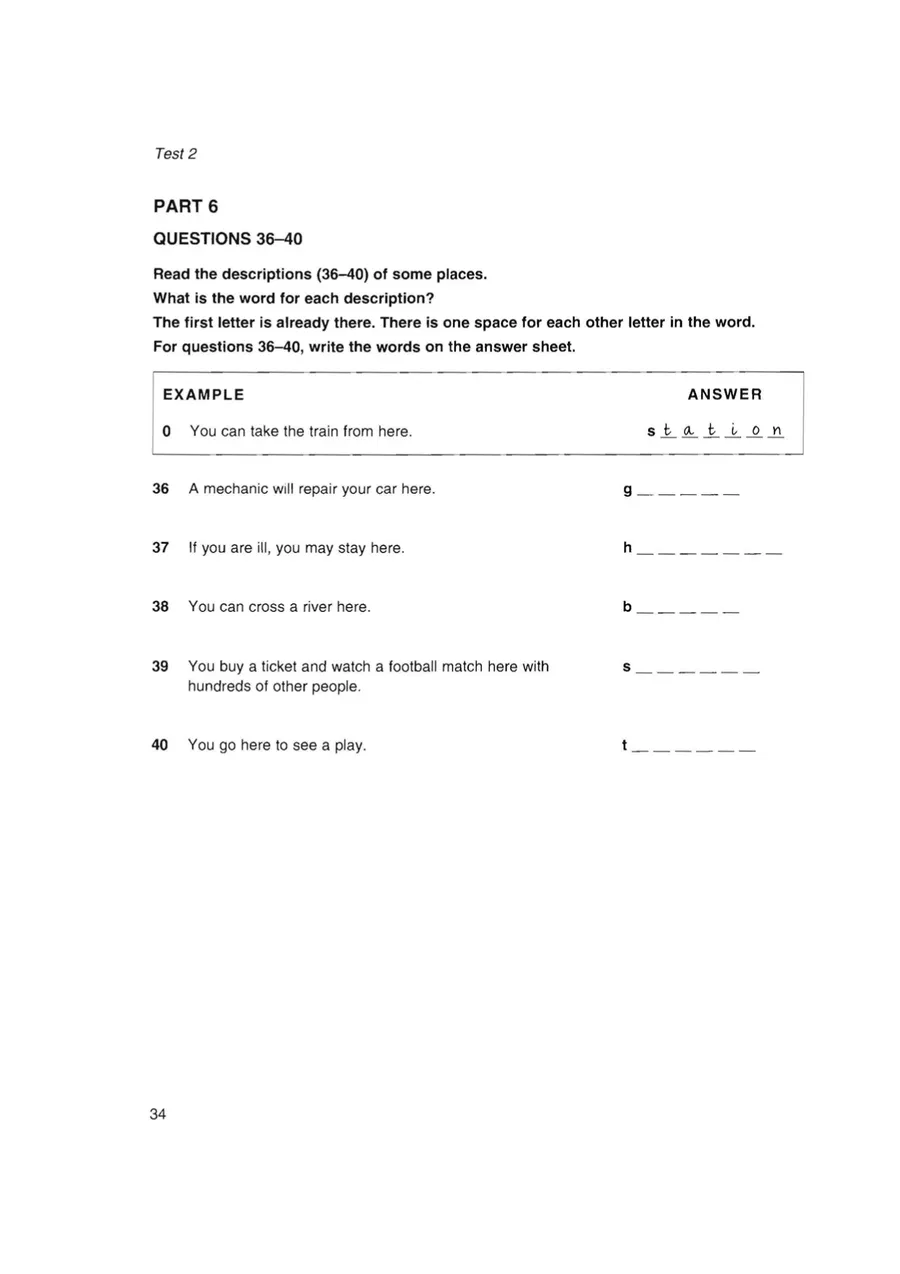 Test 2
PART 6
QUESTIONS 36–40
Read the descriptions (36–40) of some places.
What is the word for each description?
The first letter is already there. There is one space for each other letter in the word.
For questions 36–40, write the words on the answer sheet.
EXAMPLE ANSWER
0 You can take the train from here. s t a t i o n
36 A mechanic will repair your car here. g _ _ _ _ _
37 If you are ill, you may stay here. h _ _ _ _ _ _ _
38 You can cross a river here. b _ _ _ _ _
39 You buy a ticket and watch a football match here with s _ _ _ _ _ _
hundreds of other people.
40 You go here to see a play. t _ _ _ _ _ _
34